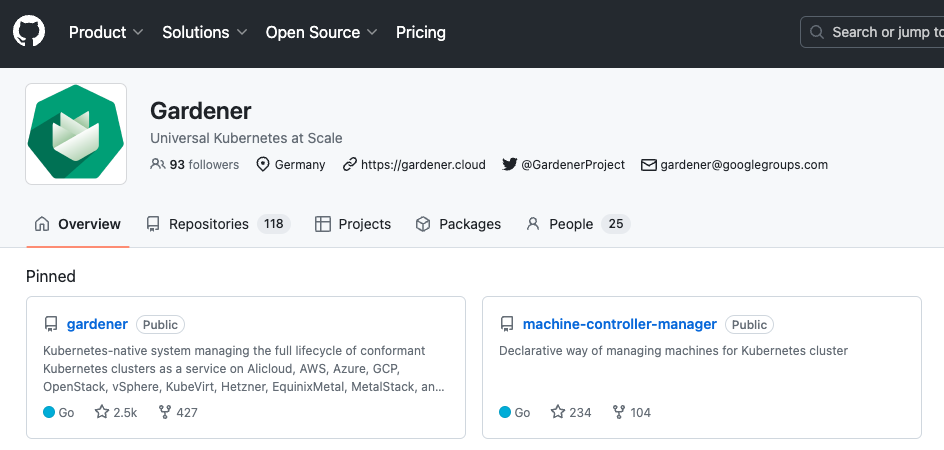 Product Solutions Open Source Pricing Search or jump to
Gardener
Universal Kubernetes at Scale
93 followers Germany https://gardener.cloud @GardenerProject gardener@googlegroups.com
Overview Repositories 118 Projects Packages People 25
Pinned
gardener Public
Kubernetes-native system managing the full lifecycle of conformant
Kubernetes clusters as a service on Alicloud, AWS, Azure, GCP,
OpenStack, vSphere, KubeVirt, Hetzner, EquinixMetal, MetalStack, an...
Go 2.5k 427
machine-controller-manager Public
Declarative way of managing machines for Kubernetes cluster
Go 234 104